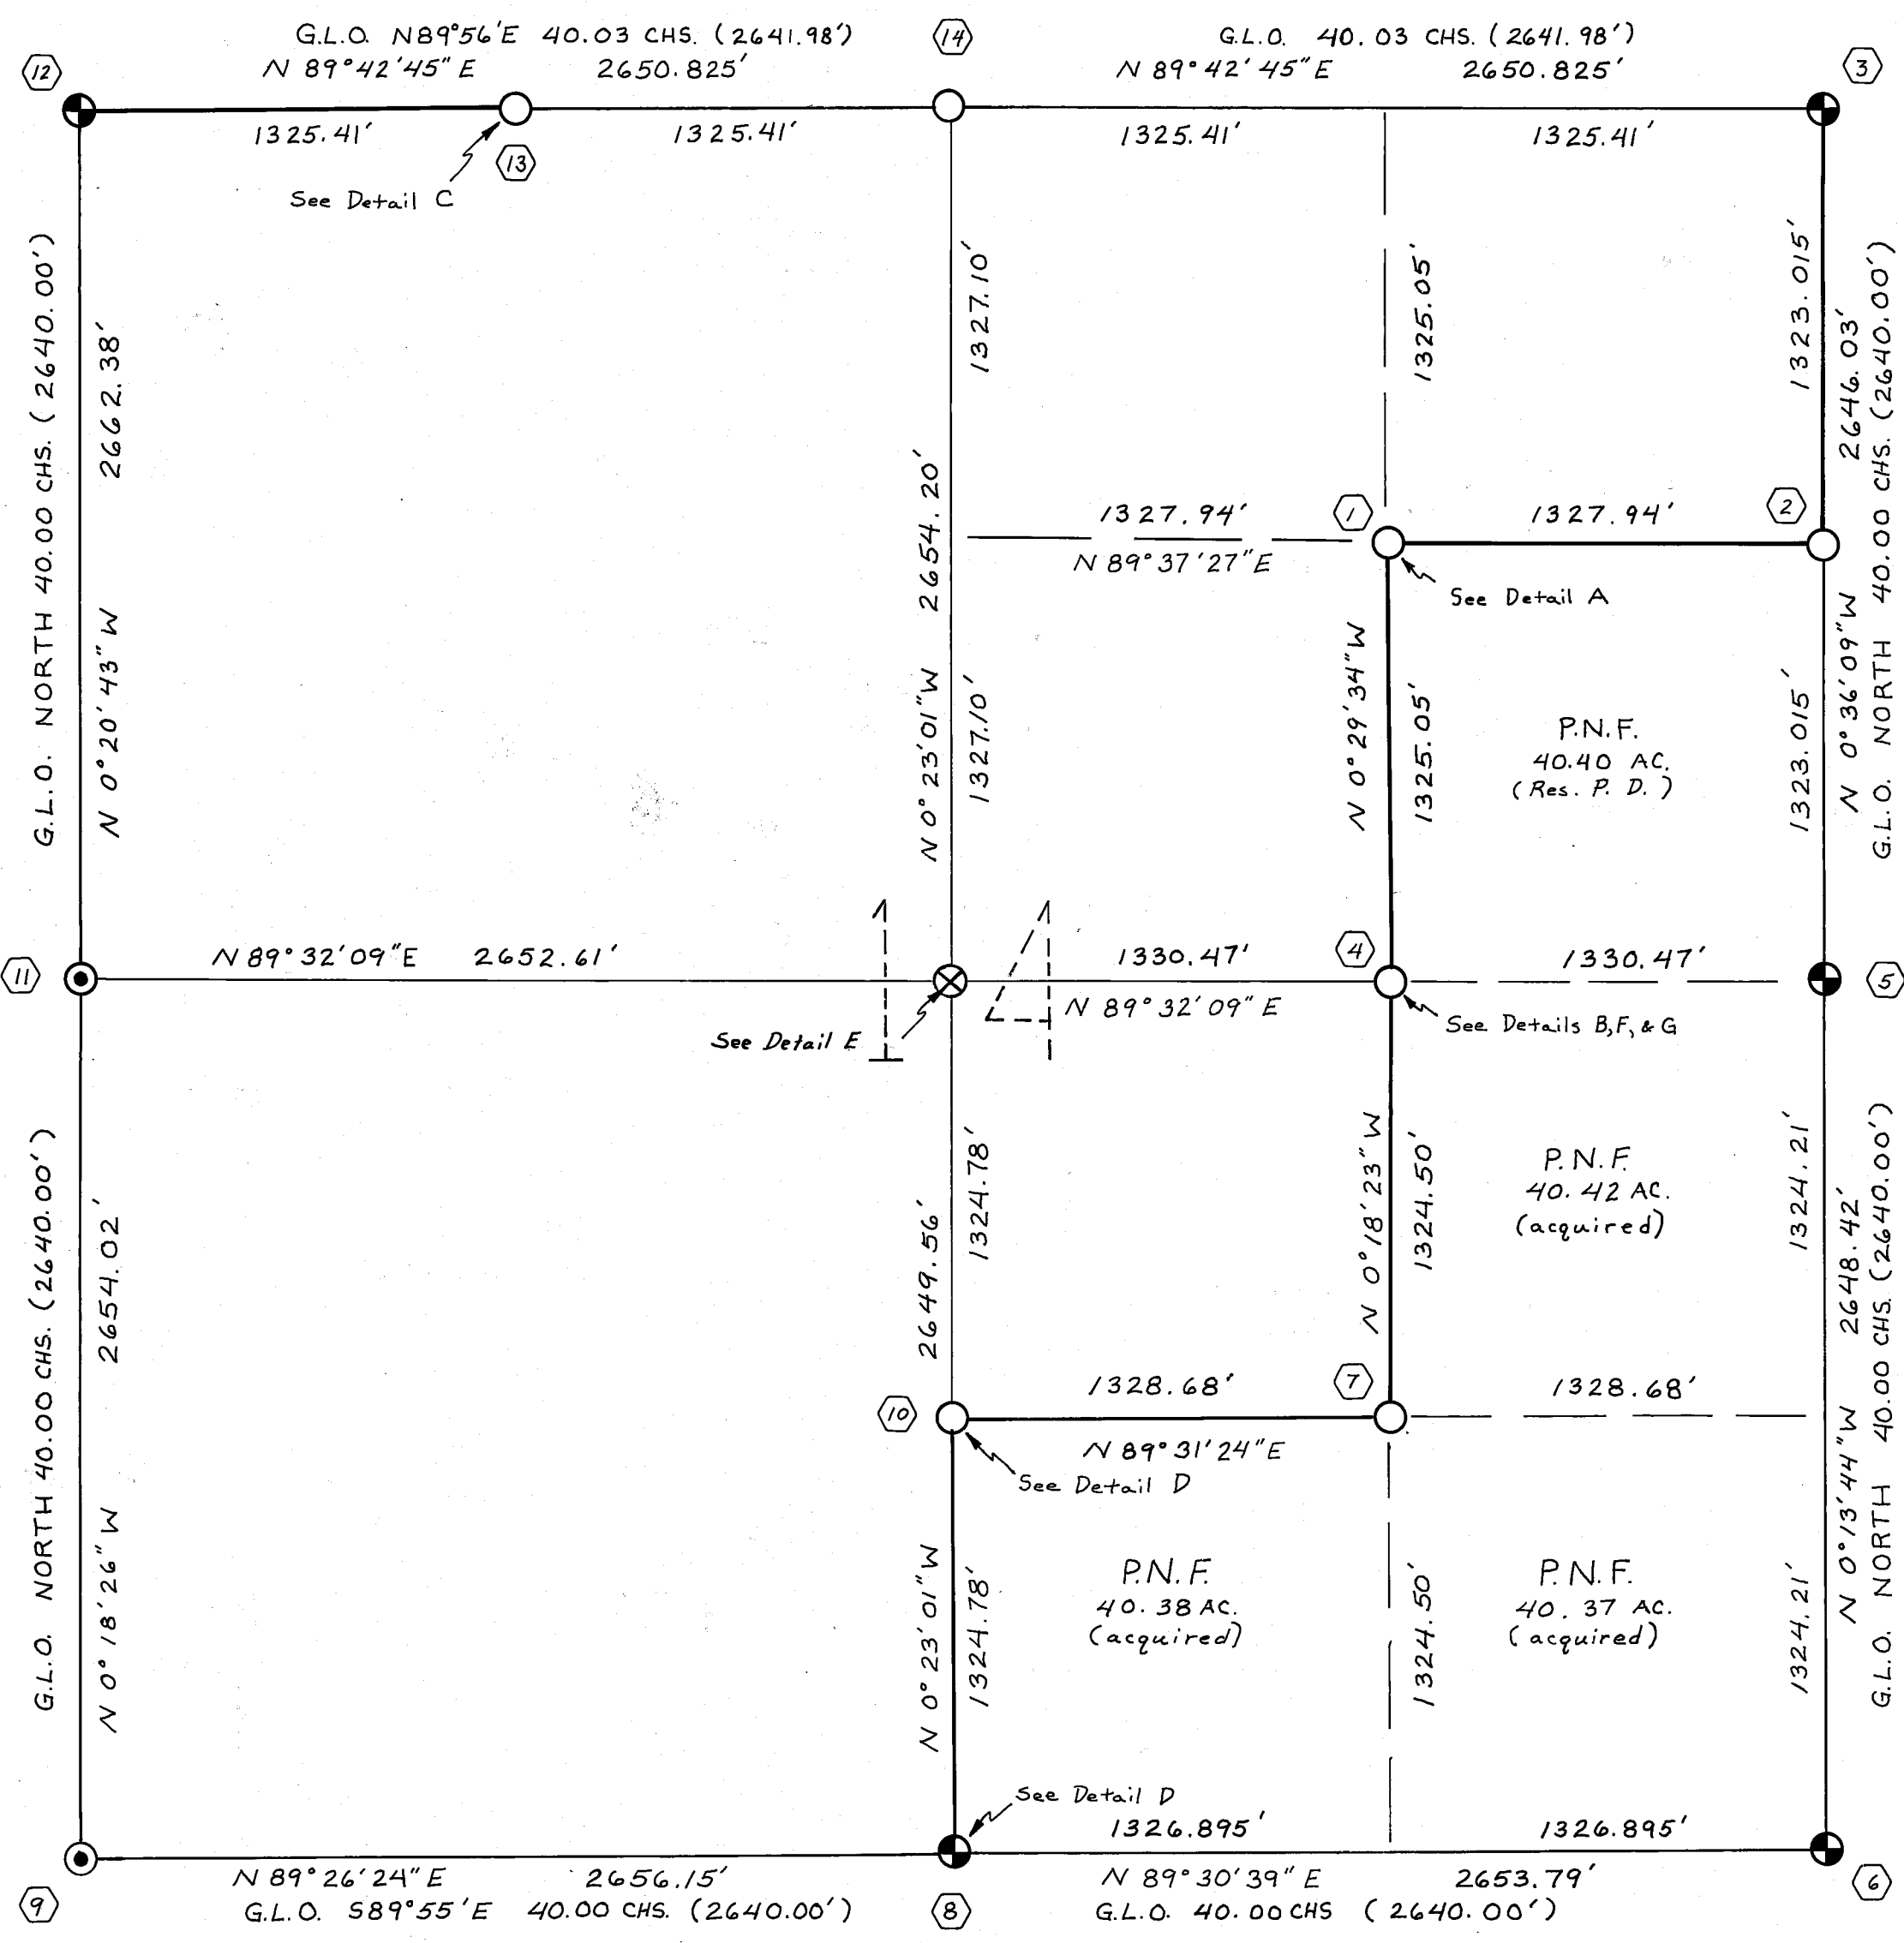 G.L.O. N89°56'E 40.03 CHS. (2641.98')
N 89°42'45" E 2650.825'
14
G.L.O. 40.03 CHS. (2641.98')
N 89°42'45" E 2650.825'
12
3
1325.41'
1325.41'
1325.41'
1325.41'
13
See Detail C
G.L.O. NORTH 40.00 CHS. (2640.00')
N 0°20'43" W 2662.38'
1327.10'
1325.05'
1323.015'
N 0°36'09" W 2646.03'
G.L.O. NORTH 40.00 CHS. (2640.00')
N 0°23'01" W 2654.20'
1327.94'
1
1327.94'
2
N 89°37'27" E
See Detail A
1327.10'
N 0°29'34" W
1325.05'
P.N.F.
40.40 AC.
(Res. P. D.)
1323.015'
11
N 89°32'09" E 2652.61'
1330.47'
4
1330.47'
5
N 89°32'09" E
See Detail E
See Details B, F, & G
G.L.O. NORTH 40.00 CHS. (2640.00')
N 0°18'26" W 2654.02'
2649.56'
1324.78'
N 0°18'23" W
1324.50'
P.N.F.
40.42 AC.
(acquired)
1324.21'
N 0°13'44" W 2648.42'
G.L.O. NORTH 40.00 CHS. (2640.00')
10
1328.68'
7
1328.68'
N 89°31'24" E
See Detail D
N 0°23'01" W
1324.78'
P.N.F.
40.38 AC.
(acquired)
1324.50'
P.N.F.
40.37 AC.
(acquired)
1324.21'
See Detail D
1326.895'
1326.895'
9
N 89°26'24" E 2656.15'
G.L.O. S89°55'E 40.00 CHS. (2640.00')
8
N 89°30'39" E 2653.79'
G.L.O. 40.00 CHS (2640.00')
6